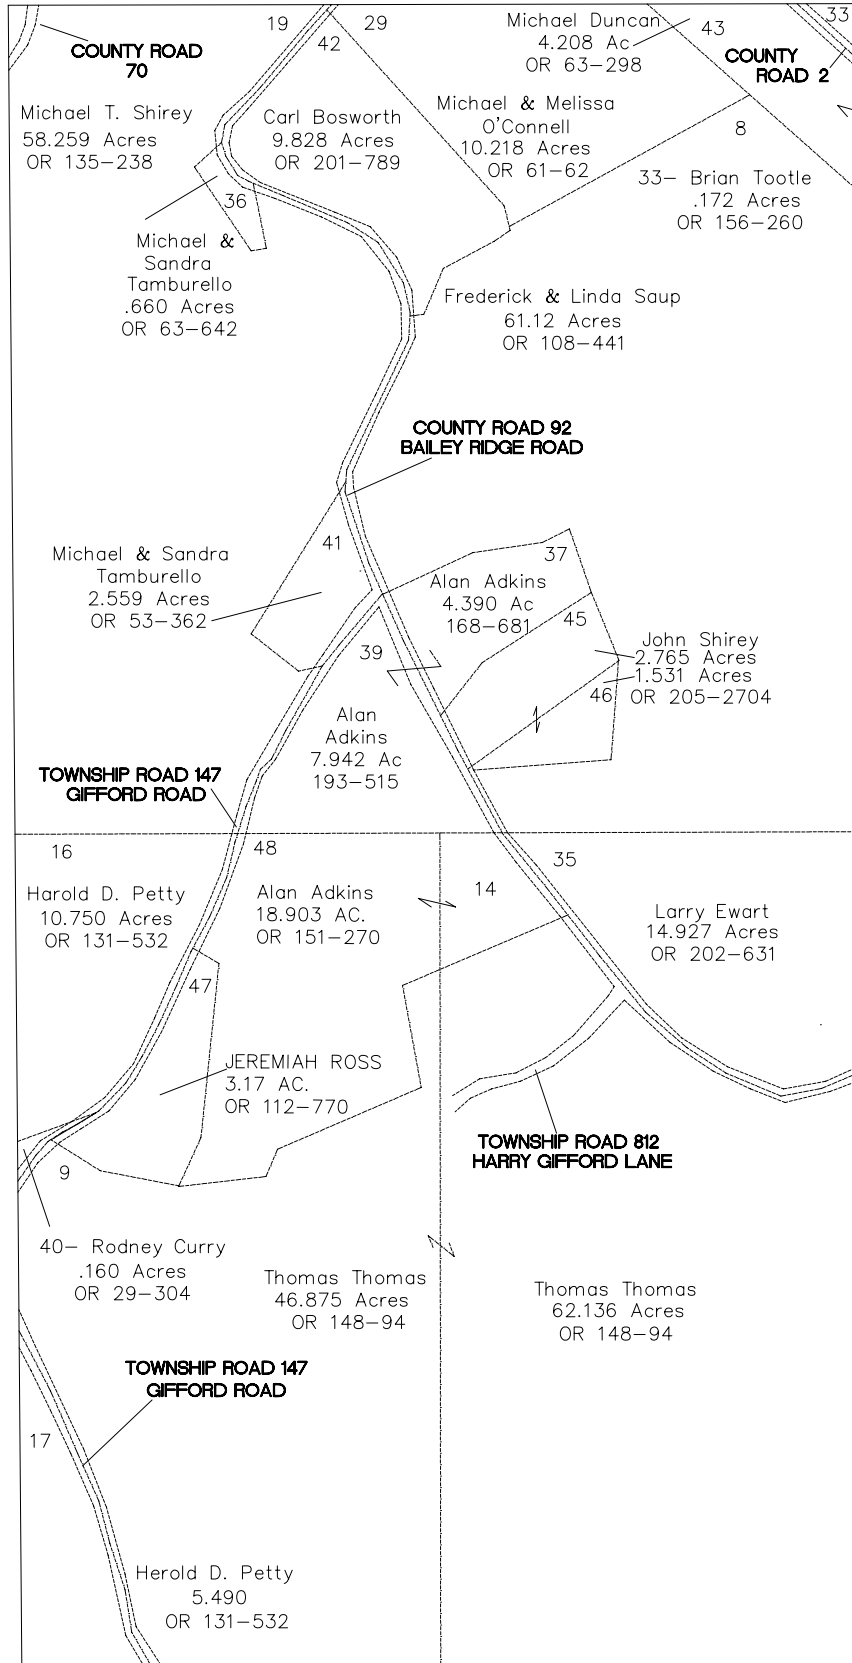 19
29
42
Michael Duncan
4.208 Ac
OR 63-298
43
33
COUNTY ROAD
70
COUNTY
ROAD 2
Michael T. Shirey
58.259 Acres
OR 135-238
Carl Bosworth
9.828 Acres
OR 201-789
Michael & Melissa
O'Connell
10.218 Acres
OR 61-62
8
33- Brian Tootle
.172 Acres
OR 156-260
36
Michael &
Sandra
Tamburello
.660 Acres
OR 63-642
Frederick & Linda Saup
61.12 Acres
OR 108-441
COUNTY ROAD 92
BAILEY RIDGE ROAD
41
Michael & Sandra
Tamburello
2.559 Acres
OR 53-362
37
Alan Adkins
4.390 Ac
168-681
45
John Shirey
2.765 Acres
1.531 Acres
OR 205-2704
46
39
Alan
Adkins
7.942 Ac
193-515
TOWNSHIP ROAD 147
GIFFORD ROAD
16
48
35
14
Harold D. Petty
10.750 Acres
OR 131-532
Alan Adkins
18.903 AC.
OR 151-270
Larry Ewart
14.927 Acres
OR 202-631
47
JEREMIAH ROSS
3.17 AC.
OR 112-770
TOWNSHIP ROAD 812
HARRY GIFFORD LANE
9
40- Rodney Curry
.160 Acres
OR 29-304
Thomas Thomas
46.875 Acres
OR 148-94
Thomas Thomas
62.136 Acres
OR 148-94
TOWNSHIP ROAD 147
GIFFORD ROAD
17
Herold D. Petty
5.490
OR 131-532